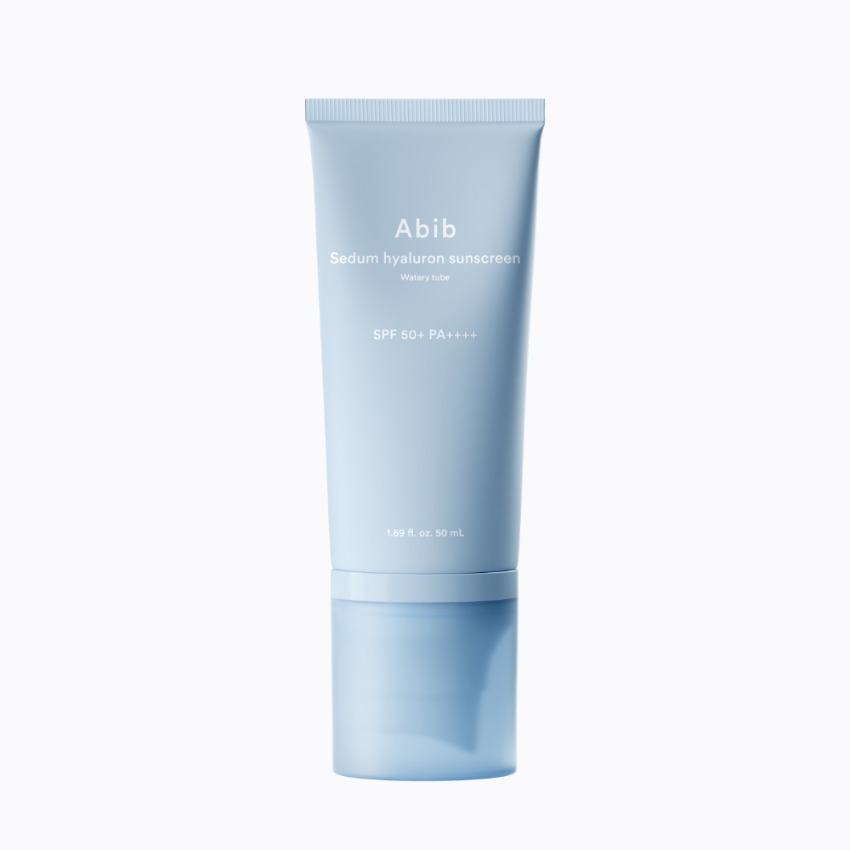 Abib
Sedum hyaluron sunscreen
Watery tube
SPF 50+ PA++++
1.69 fl. oz. 50 mL